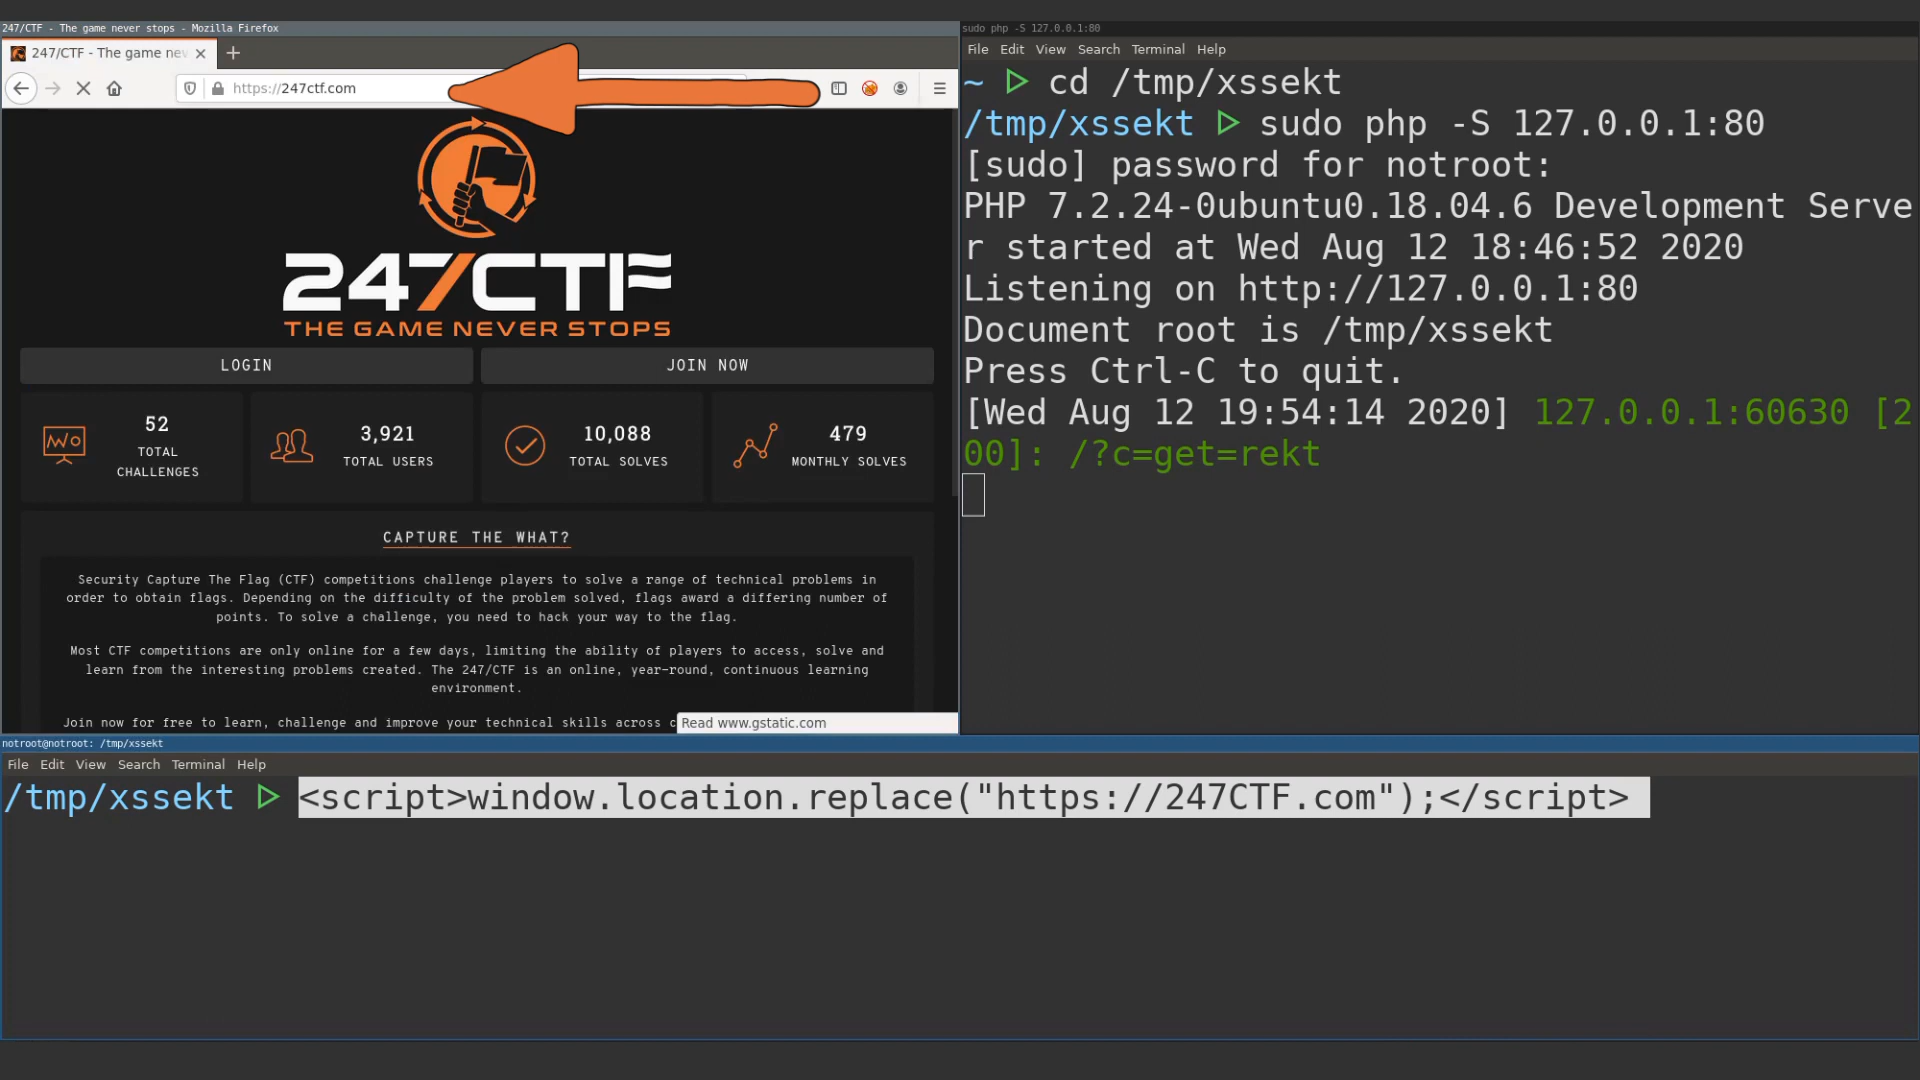 247/CTF - The game never stops - Mozilla Firefox
247/CTF - The game nev
https://247ctf.com
247CTF
THE GAME NEVER STOPS
LOGIN
JOIN NOW
52
TOTAL
CHALLENGES
3,921
TOTAL USERS
10,088
TOTAL SOLVES
479
MONTHLY SOLVES
CAPTURE THE WHAT?
Security Capture The Flag (CTF) competitions challenge players to solve a range of technical problems in
order to obtain flags. Depending on the difficulty of the problem solved, flags award a differing number of
points. To solve a challenge, you need to hack your way to the flag.
Most CTF competitions are only online for a few days, limiting the ability of players to access, solve and
learn from the interesting problems created. The 247/CTF is an online, year-round, continuous learning
environment.
Join now for free to learn, challenge and improve your technical skills across
Read www.gstatic.com
sudo php -S 127.0.0.1:80
File Edit View Search Terminal Help
~ ▷ cd /tmp/xssekt
/tmp/xssekt ▷ sudo php -S 127.0.0.1:80
[sudo] password for notroot:
PHP 7.2.24-0ubuntu0.18.04.6 Development Serve
r started at Wed Aug 12 18:46:52 2020
Listening on http://127.0.0.1:80
Document root is /tmp/xssekt
Press Ctrl-C to quit.
[Wed Aug 12 19:54:14 2020] 127.0.0.1:60630 [2
00]: /?c=get=rekt
notroot@notroot: /tmp/xssekt
File Edit View Search Terminal Help
/tmp/xssekt ▷ <script>window.location.replace("https://247CTF.com");</script>